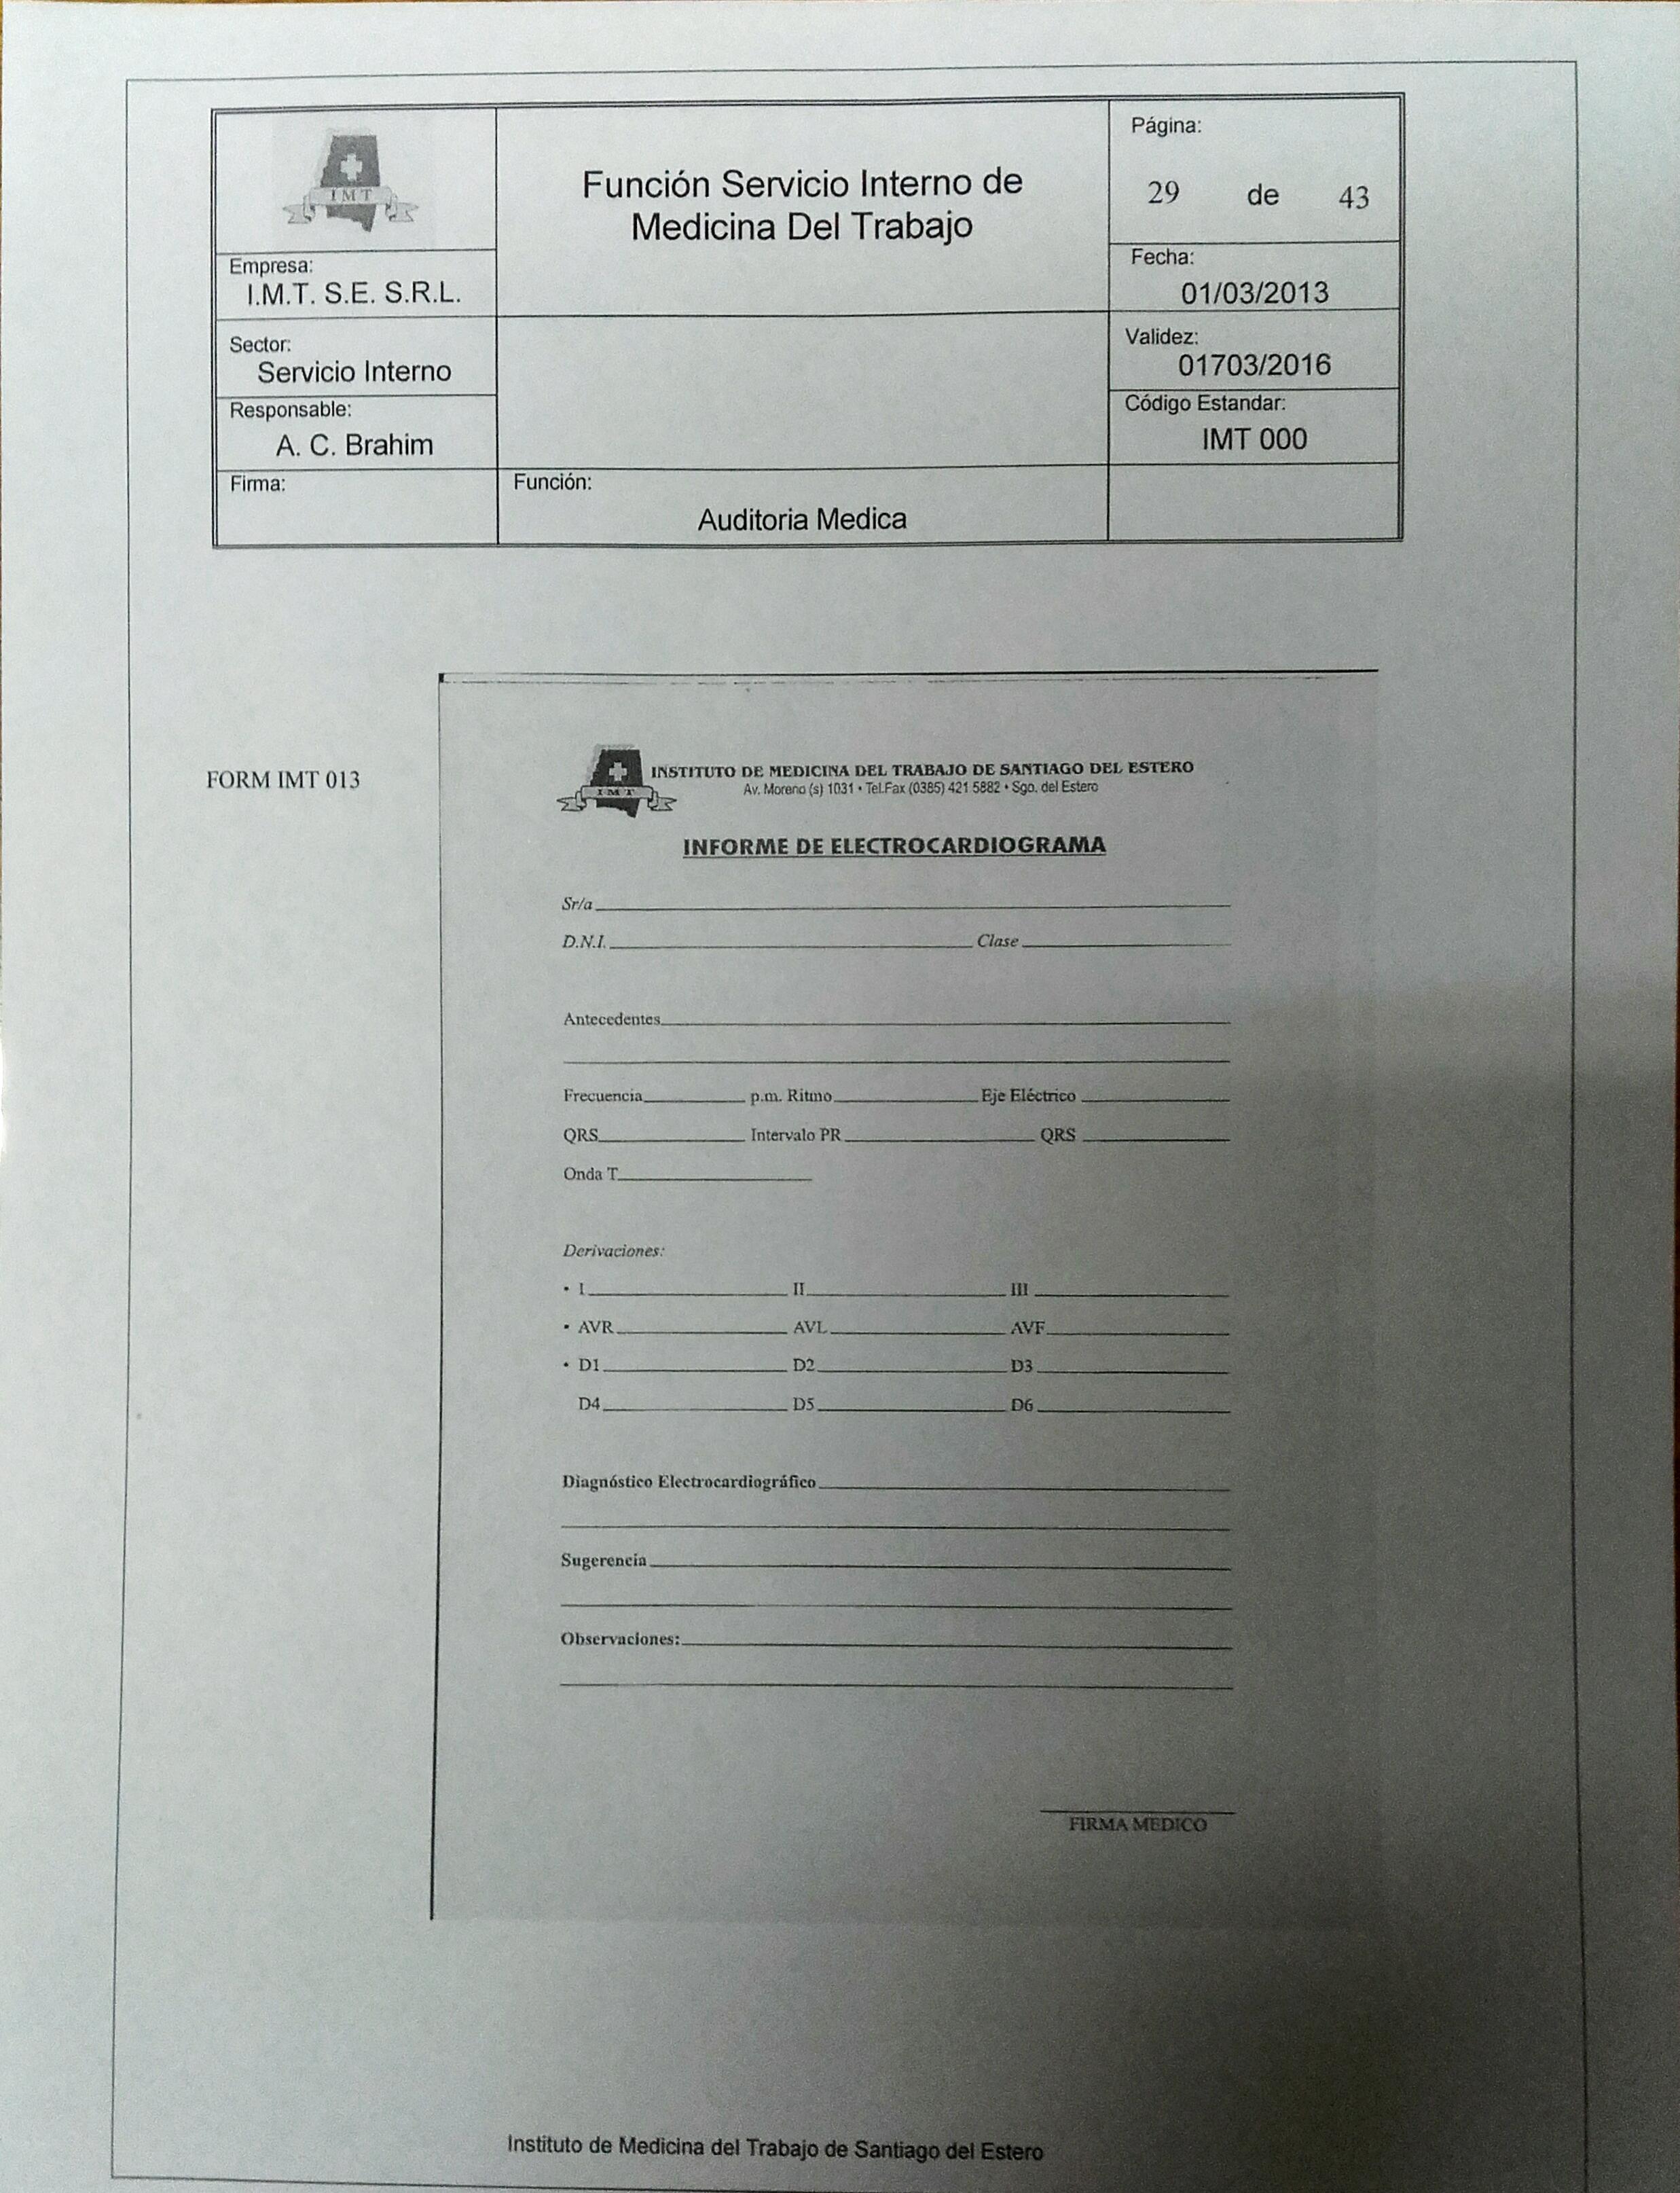 IMT
Función Servicio Interno de
Medicina Del Trabajo
Página:
29 de 43
Empresa:
I.M.T. S.E. S.R.L.
Fecha:
01/03/2013
Sector:
Servicio Interno
Validez:
01703/2016
Responsable:
A. C. Brahim
Código Estandar:
IMT 000
Firma:
Función:
Auditoria Medica
FORM IMT 013
IMT
INSTITUTO DE MEDICINA DEL TRABAJO DE SANTIAGO DEL ESTERO
Av. Moreno (s) 1031 • Tel.Fax (0385) 421 5882 • Sgo. del Estero
INFORME DE ELECTROCARDIOGRAMA
Sr/a
D.N.I. Clase
Antecedentes
Frecuencia p.m. Ritmo Eje Eléctrico
QRS Intervalo PR QRS
Onda T
Derivaciones:
• I II III
• AVR AVL AVF
• D1 D2 D3
D4 D5 D6
Diagnóstico Electrocardiográfico
Sugerencia
Observaciones:
FIRMA MEDICO
Instituto de Medicina del Trabajo de Santiago del Estero